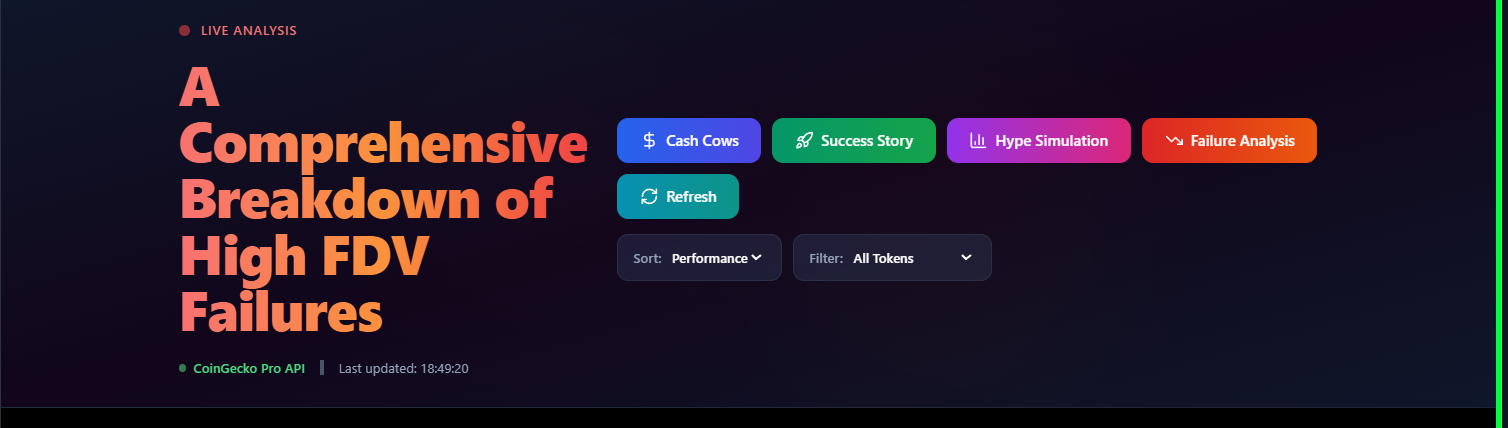 LIVE ANALYSIS
A
Comprehensive
Breakdown of
High FDV
Failures
CoinGecko Pro API
Last updated: 18:49:20
Cash Cows
Success Story
Hype Simulation
Failure Analysis
Refresh
Sort: Performance
Filter: All Tokens